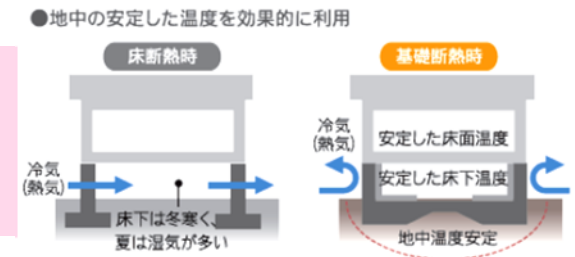 ●地中の安定した温度を効果的に利用
床断熱時
冷気
(熱気)
床下は冬寒く、
夏は湿気が多い
基礎断熱時
冷気
(熱気)
安定した床面温度
安定した床下温度
地中温度安定